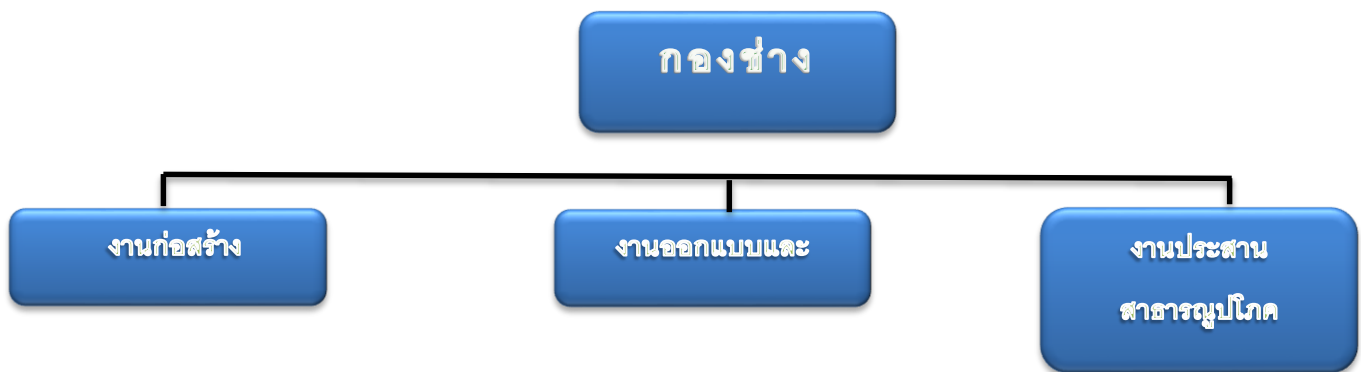 กองช่าง
งานก่อสร้าง
งานออกแบบและ
งานประสาน
สาธารณูปโภค